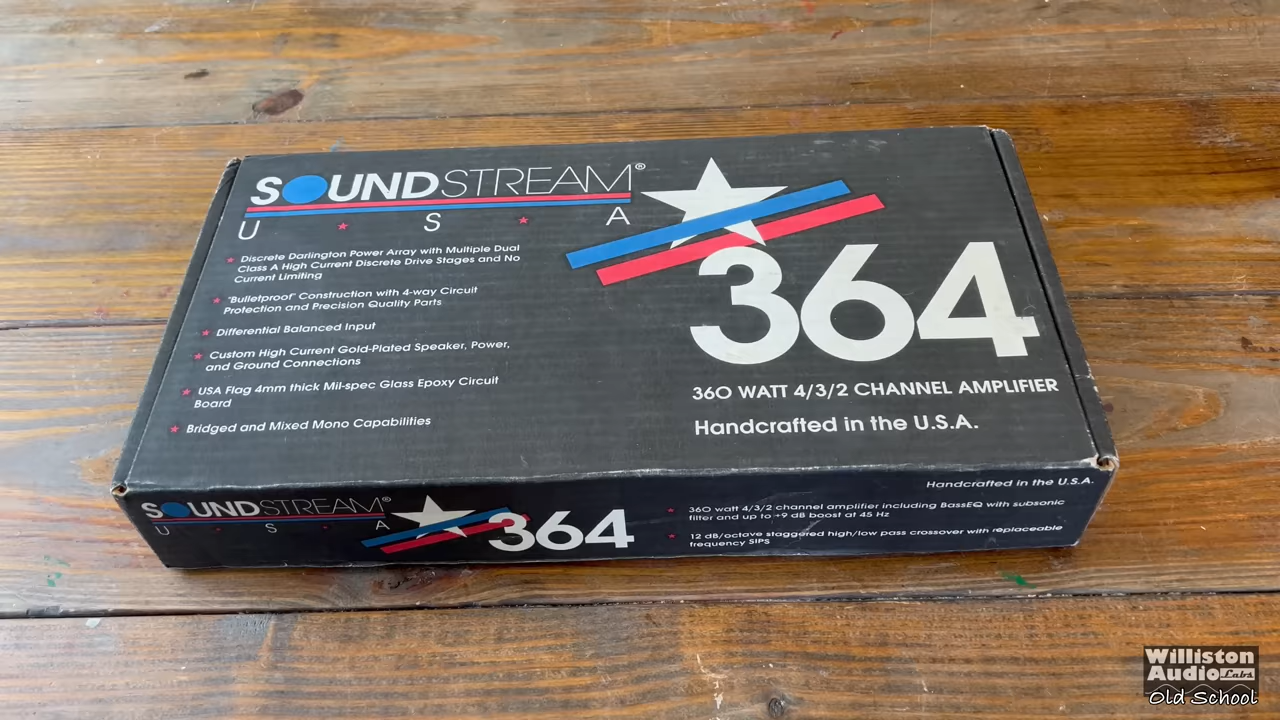 SOUNDSTREAM®
U ★ S ★ A
★ Discrete Darlington Power Array with Multiple Dual
Class A High Current Discrete Drive Stages and No
Current Limiting
★ "Bulletproof" Construction with 4-way Circuit
Protection and Precision Quality Parts
★ Differential Balanced Input
★ Custom High Current Gold-Plated Speaker, Power,
and Ground Connections
★ USA Flag 4mm thick Mil-spec Glass Epoxy Circuit
Board
★ Bridged and Mixed Mono Capabilities
364
360 WATT 4/3/2 CHANNEL AMPLIFIER
Handcrafted in the U.S.A.
SOUNDSTREAM®
U ★ S ★ A
364
Handcrafted in the U.S.A.
★ 360 watt 4/3/2 channel amplifier including BassEQ with subsonic
filter and up to +9 dB boost at 45 Hz
★ 12 dB/octave staggered high/low pass crossover with replaceable
frequency SIPS
Williston
Audio Labs
Old School